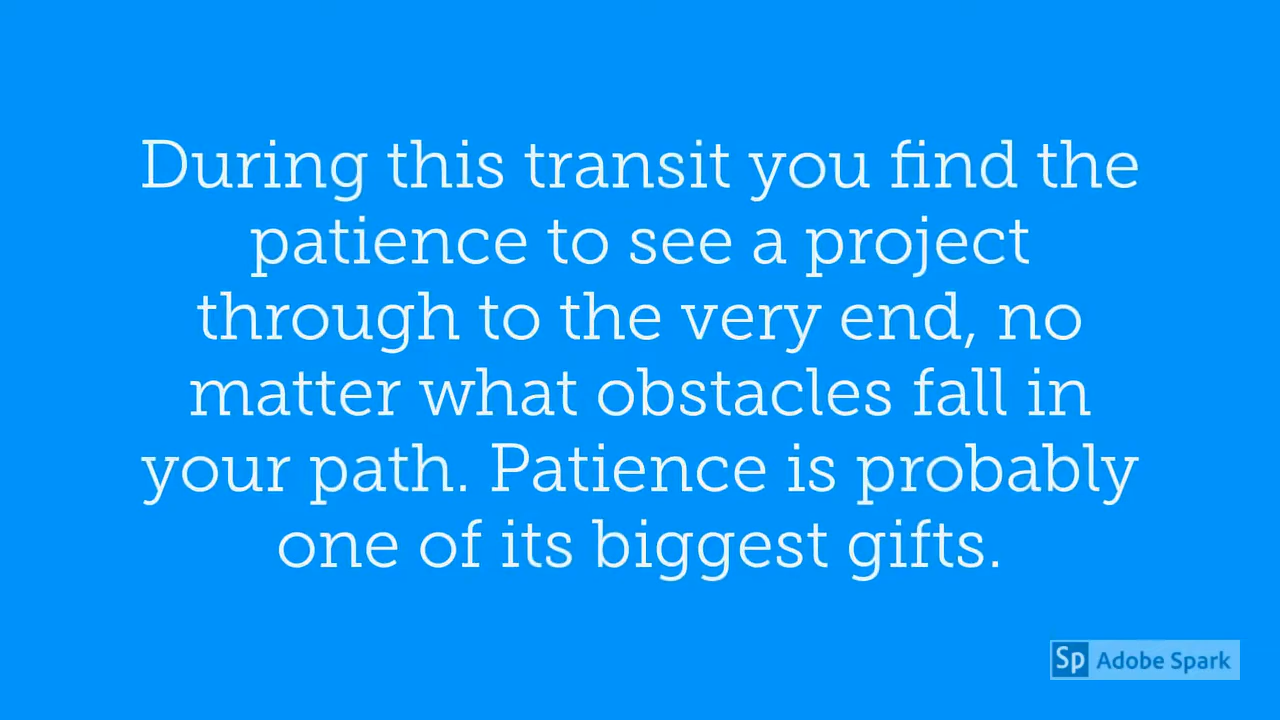 During this transit you find the
patience to see a project
through to the very end, no
matter what obstacles fall in
your path. Patience is probably
one of its biggest gifts.
Sp Adobe Spark